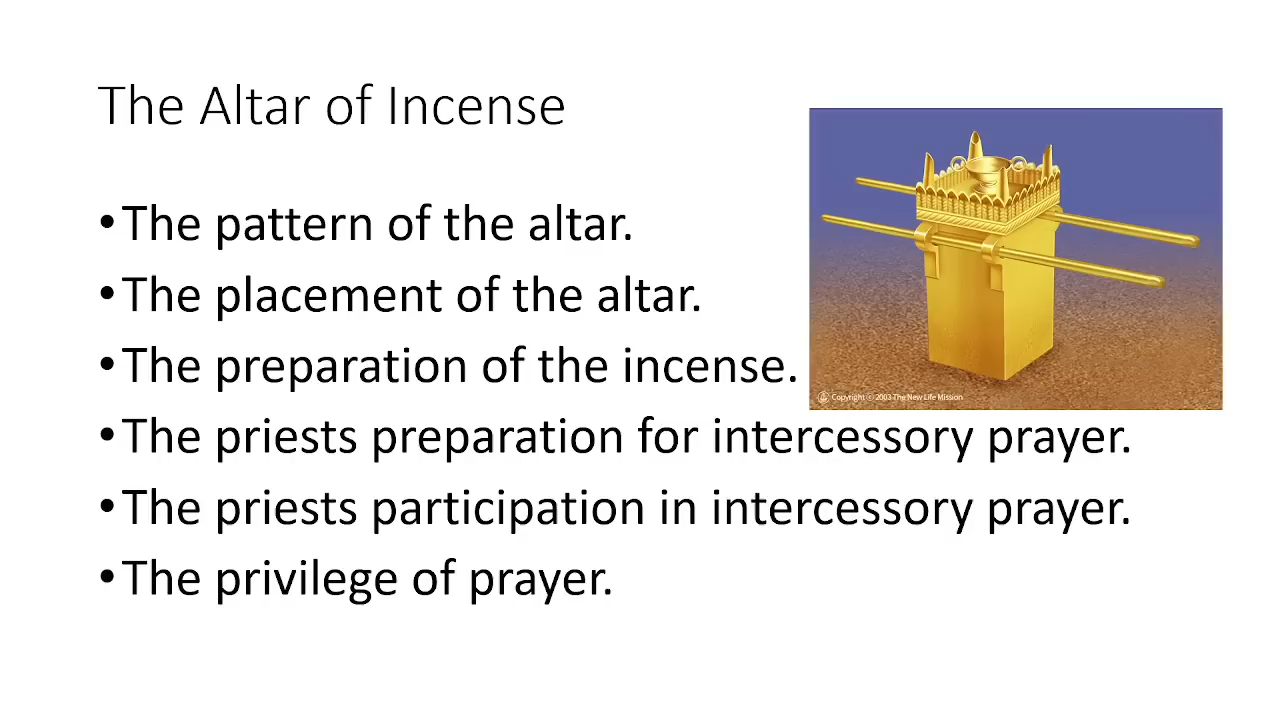 The Altar of Incense
•The pattern of the altar.
•The placement of the altar.
•The preparation of the incense.
•The priests preparation for intercessory prayer.
•The priests participation in intercessory prayer.
•The privilege of prayer.
Copyright © 2003 The New Life Mission